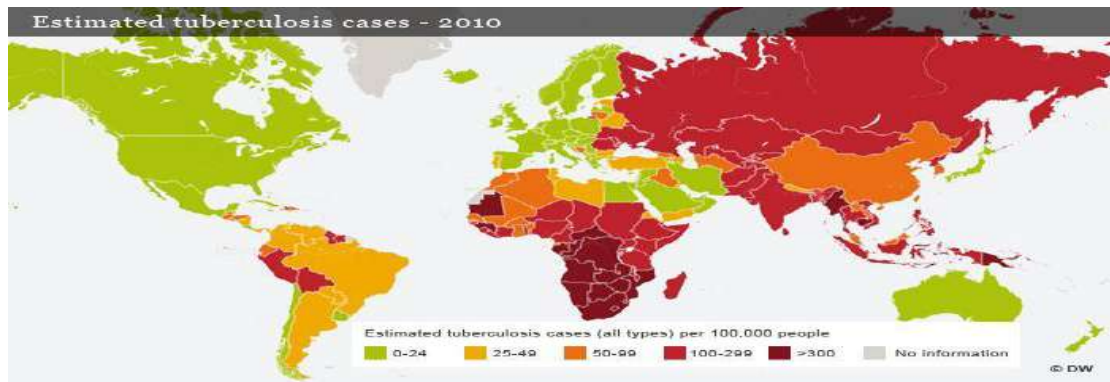 Estimated tuberculosis cases - 2010
Estimated tuberculosis cases (all types) per 100,000 people
0-24 25-49 50-99 100-299 >300 No information
© DW